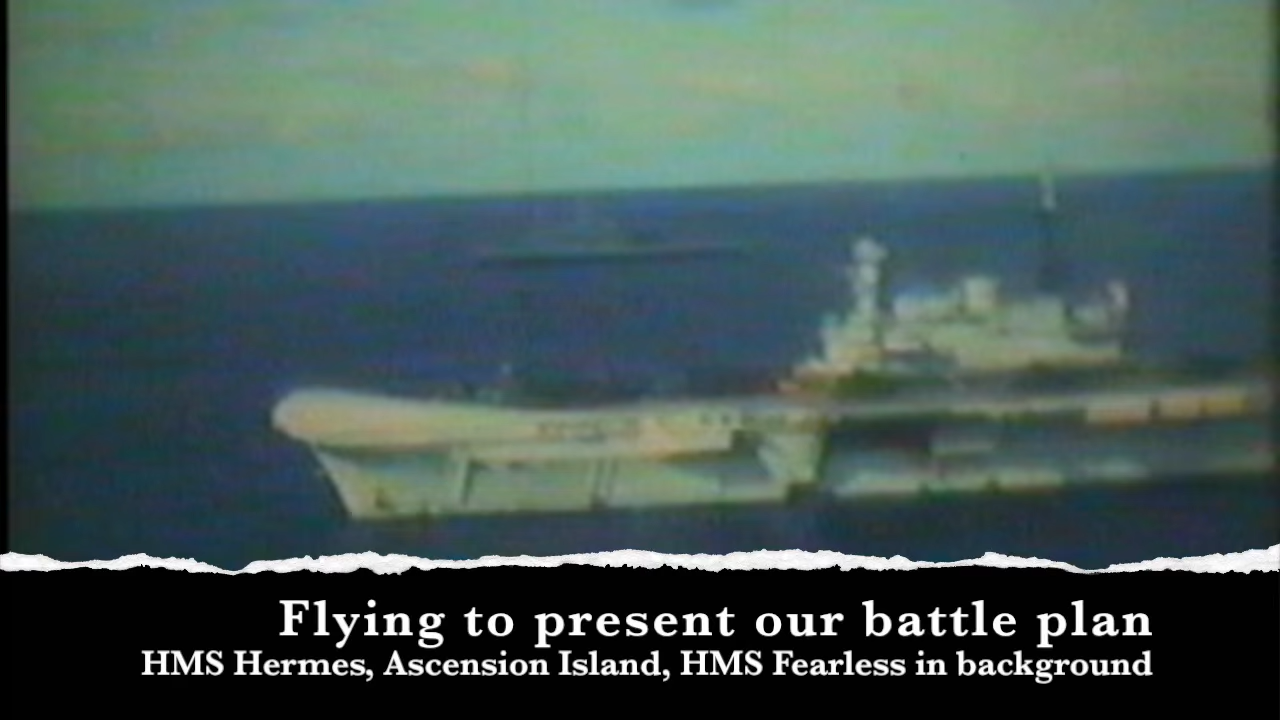 Flying to present our battle plan
HMS Hermes, Ascension Island, HMS Fearless in background